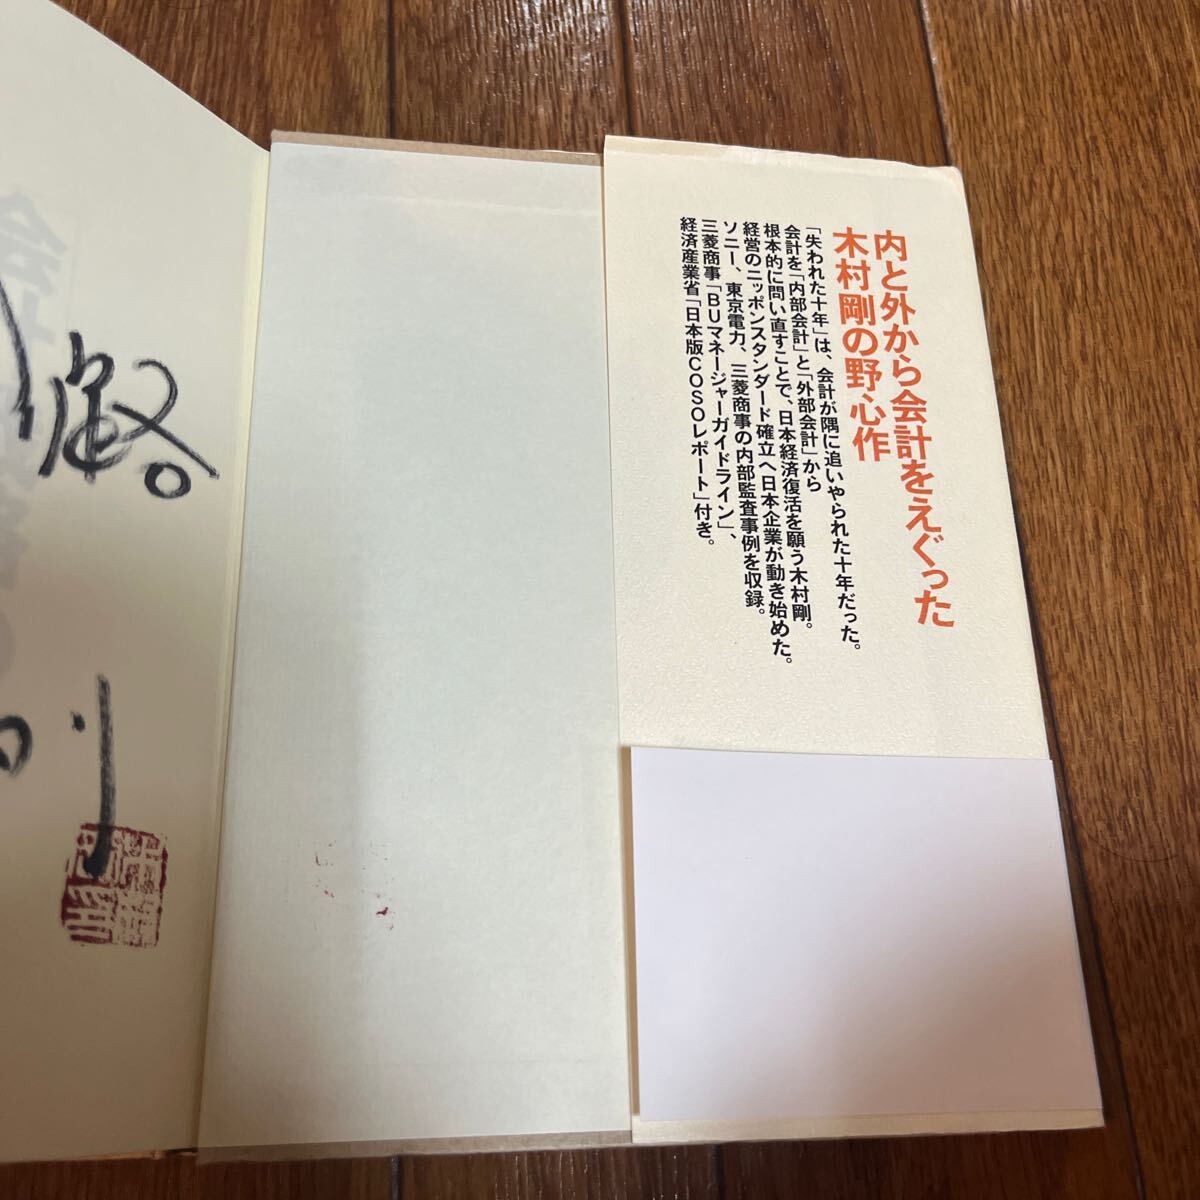 内と外から会計をえぐった
木村剛の野心作
「失われた十年」は、会計が隅に追いやられた十年だった。
会計を「内部会計」と「外部会計」から
根本的に問い直すことで、日本経済復活を願う木村剛。
経営のニッポンスタンダード確立へ日本企業が動き始めた。
ソニー、東京電力、三菱商事の内部監査事例を収録。
三菱商事「BUマネージャーガイドライン」、
経済産業省「日本版COSOレポート」付き。
殿。